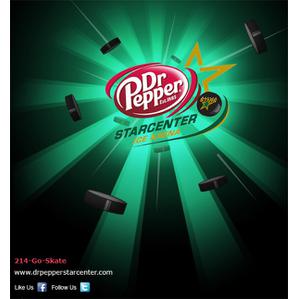 Dr
Pepper
STARCENTER
ICE ARENA
214-Go-Skate
www.drpepperstarcenter.com
Like Us
Follow Us